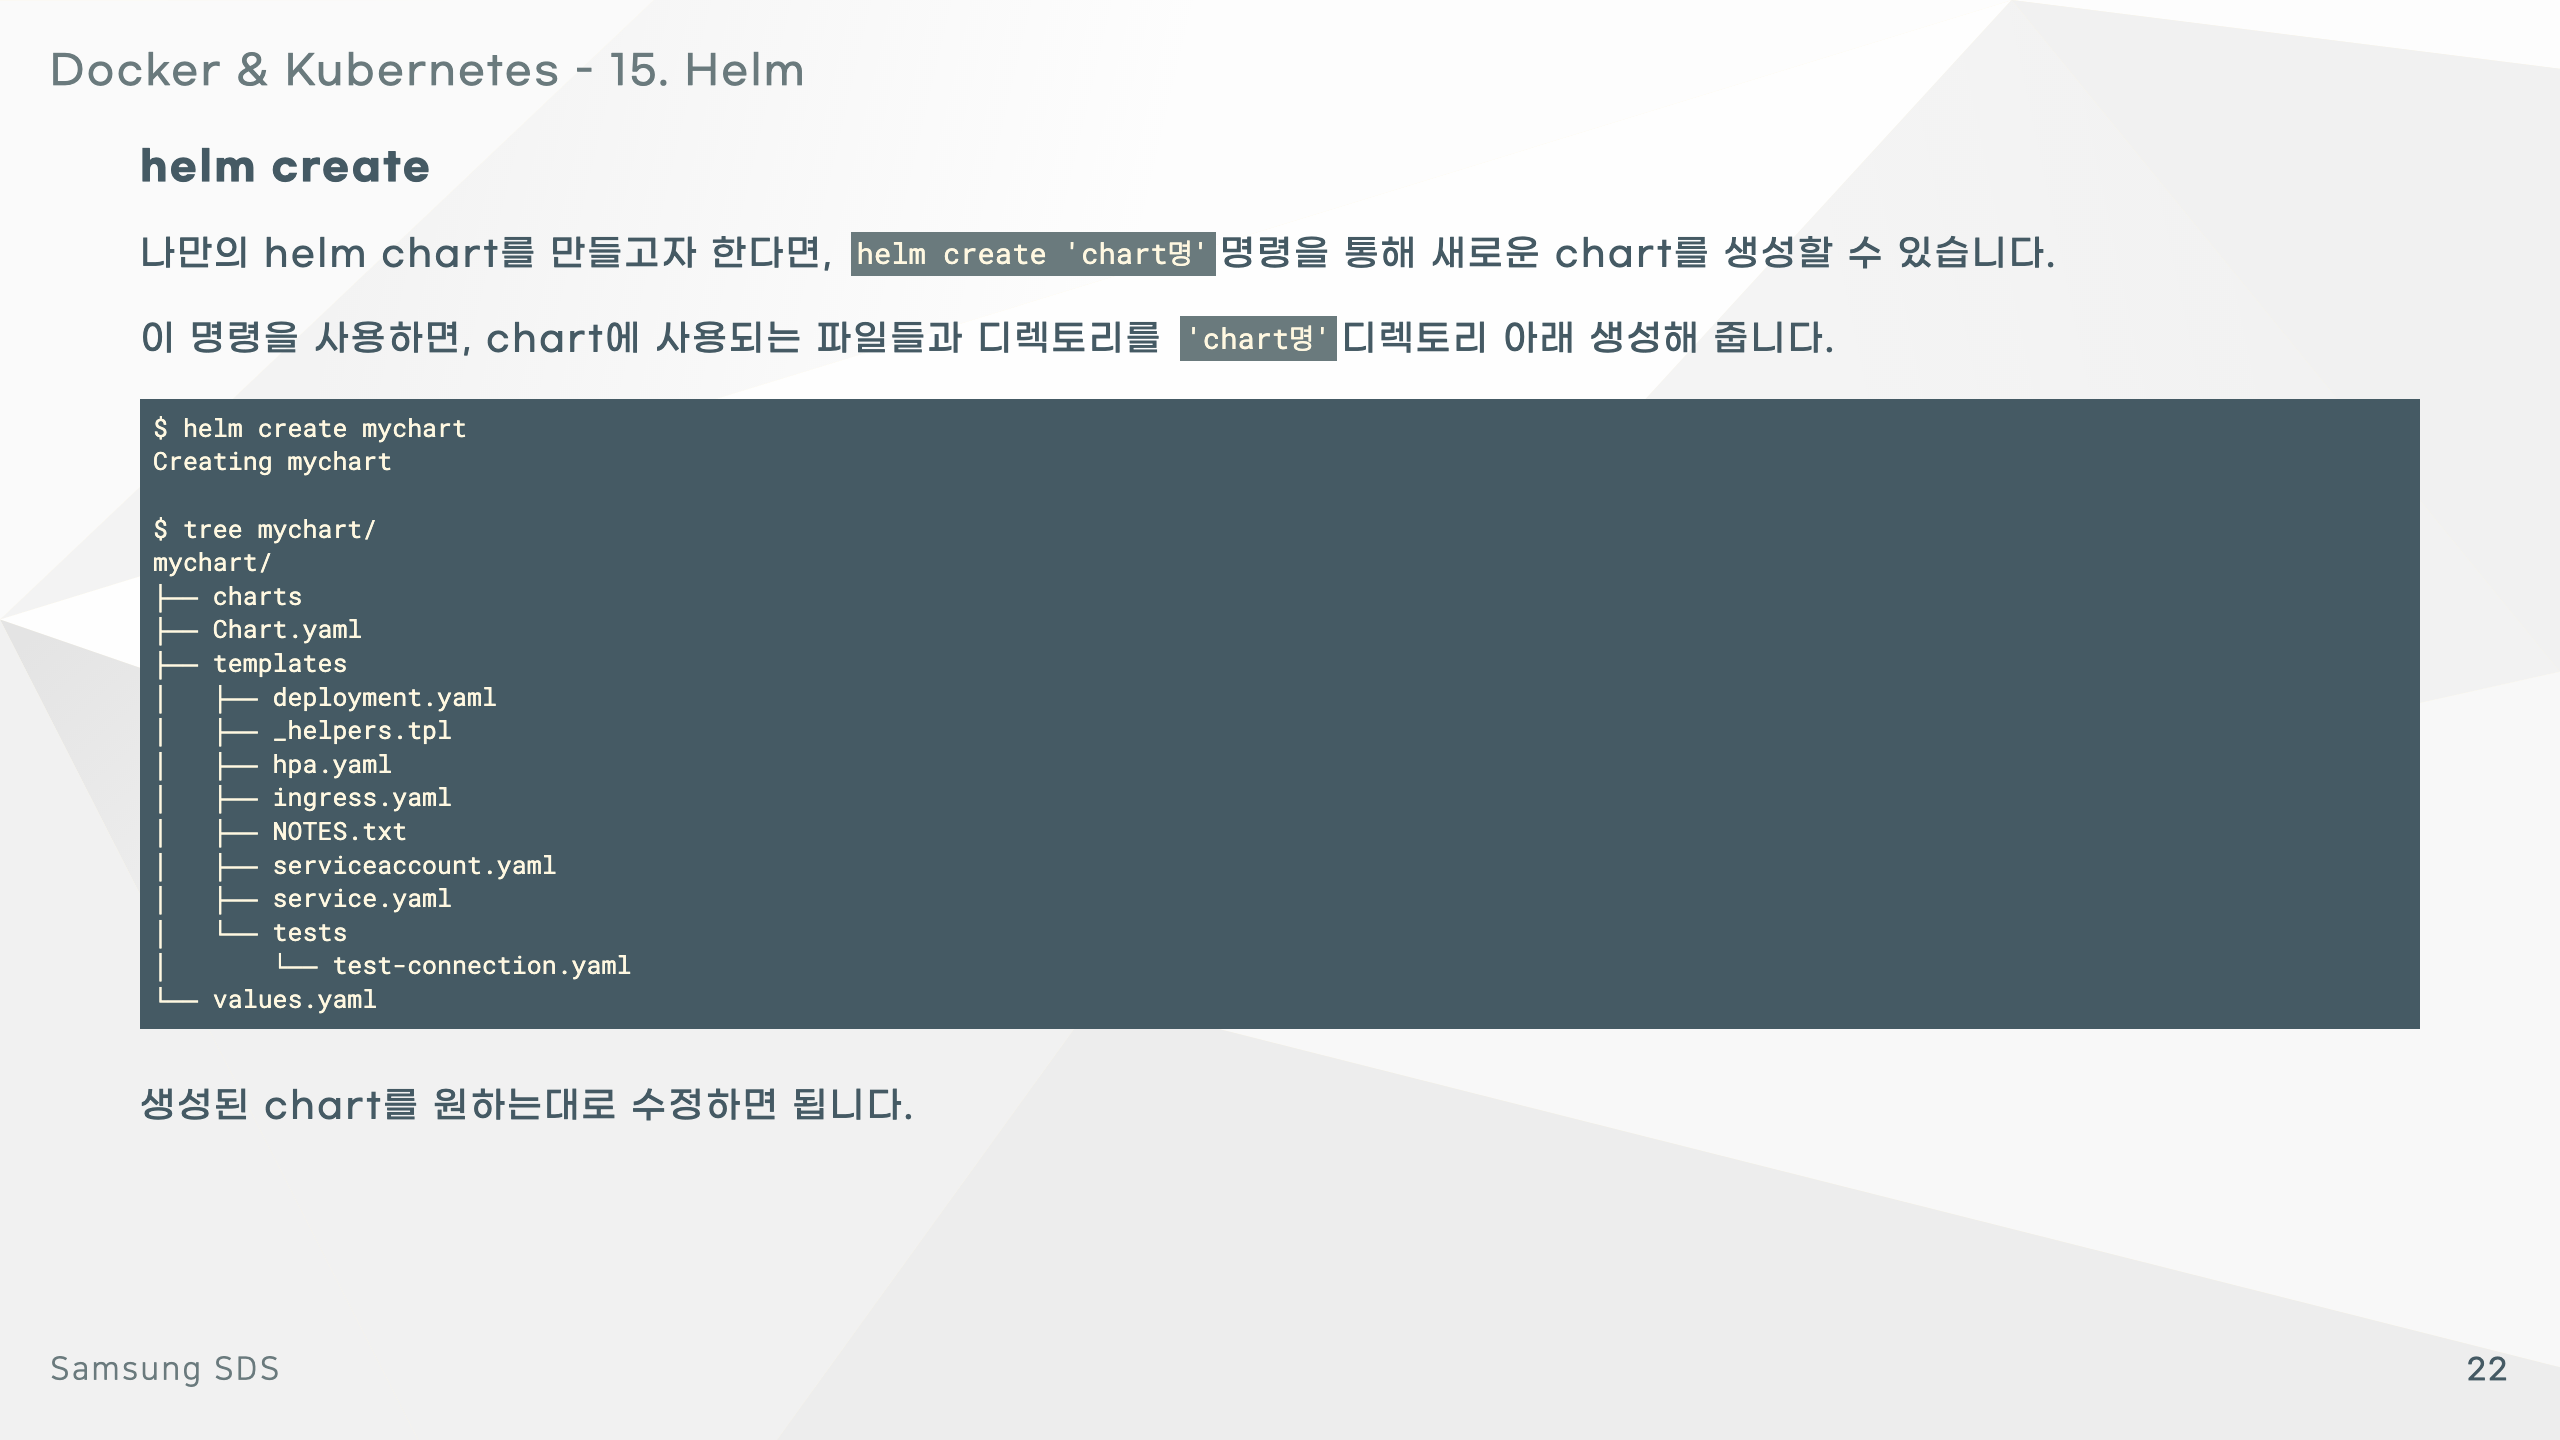 Docker & Kubernetes - 15. Helm
helm create
나만의 helm chart를 만들고자 한다면, helm create 'chart명' 명령을 통해 새로운 chart를 생성할 수 있습니다.
이 명령을 사용하면, chart에 사용되는 파일들과 디렉토리를 'chart명' 디렉토리 아래 생성해 줍니다.
$ helm create mychart
Creating mychart
$ tree mychart/
mychart/
├── charts
├── Chart.yaml
├── templates
│   ├── deployment.yaml
│   ├── _helpers.tpl
│   ├── hpa.yaml
│   ├── ingress.yaml
│   ├── NOTES.txt
│   ├── serviceaccount.yaml
│   ├── service.yaml
│   └── tests
│       └── test-connection.yaml
└── values.yaml
생성된 chart를 원하는대로 수정하면 됩니다.
Samsung SDS
22